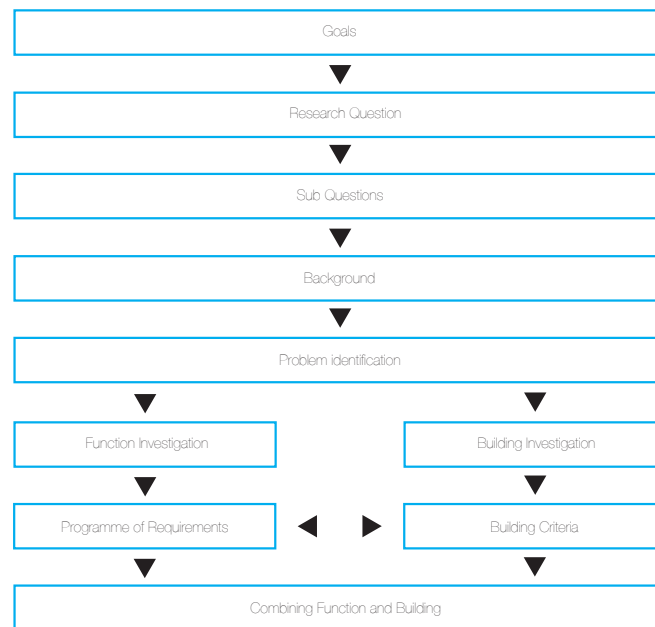 Goals
Research Question
Sub Questions
Background
Problem identification
Function Investigation
Building Investigation
Programme of Requirements
Building Criteria
Combining Function and Building